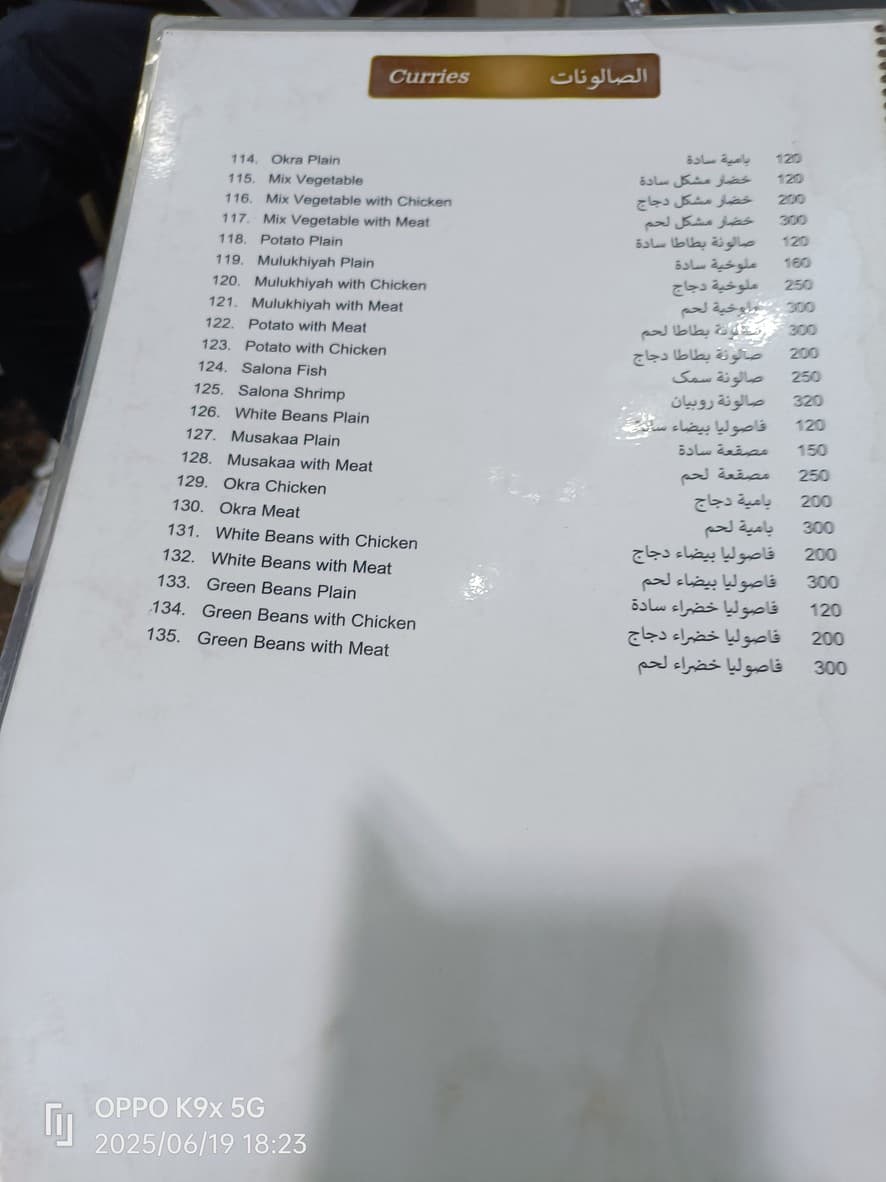 Curries الصالونات
114. Okra Plain بامية سادة 120
115. Mix Vegetable خضار مشكل سادة 120
116. Mix Vegetable with Chicken خضار مشكل دجاج 200
117. Mix Vegetable with Meat خضار مشكل لحم 300
118. Potato Plain صالونة بطاطا سادة 120
119. Mulukhiyah Plain ملوخية سادة 160
120. Mulukhiyah with Chicken ملوخية دجاج 250
121. Mulukhiyah with Meat ملوخية لحم 300
122. Potato with Meat صالونة بطاطا لحم 300
123. Potato with Chicken صالونة بطاطا دجاج 200
124. Salona Fish صالونة سمک 250
125. Salona Shrimp صالونة روبيان 320
126. White Beans Plain فاصوليا بيضاء سادة 120
127. Musakaa Plain مصقعة سادة 150
128. Musakaa with Meat مصقعة لحم 250
129. Okra Chicken بامية دجاج 200
130. Okra Meat بامية لحم 300
131. White Beans with Chicken فاصوليا بيضاء دجاج 200
132. White Beans with Meat فاصوليا بيضاء لحم 300
133. Green Beans Plain فاصوليا خضراء سادة 120
134. Green Beans with Chicken فاصوليا خضراء دجاج 200
135. Green Beans with Meat فاصوليا خضراء لحم 300
OPPO K9x 5G
2025/06/19 18:23